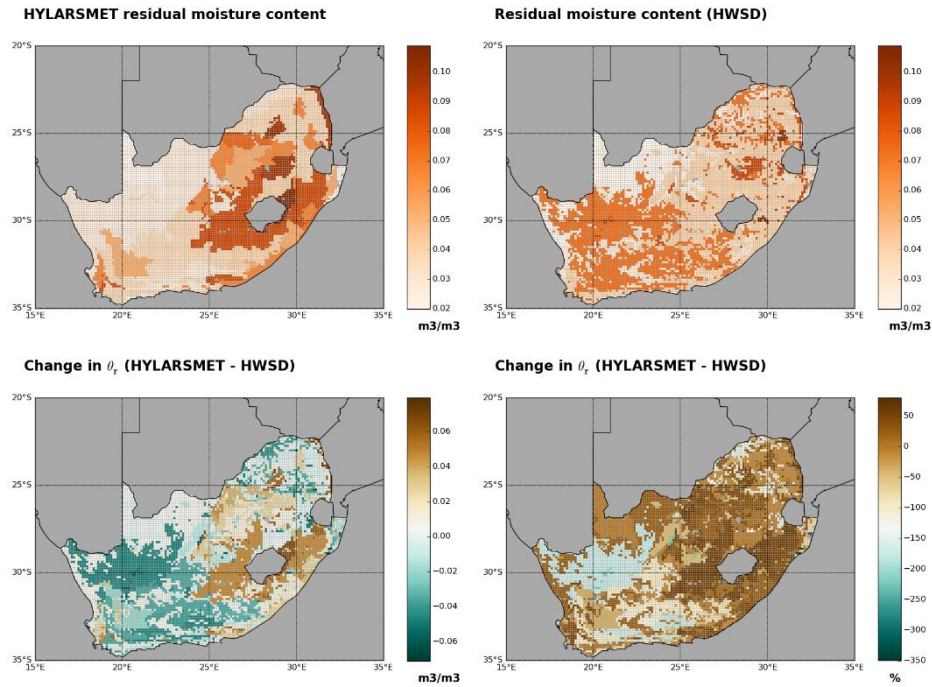 HYLARSMET residual moisture content
20°S
25°S
30°S
35°S
15°E 20°E 25°E 30°E 35°E
0.10
0.09
0.08
0.07
0.06
0.05
0.04
0.03
0.02
m3/m3
Residual moisture content (HWSD)
20°S
25°S
30°S
35°S
15°E 20°E 25°E 30°E 35°E
0.10
0.09
0.08
0.07
0.06
0.05
0.04
0.03
0.02
m3/m3
Change in θr (HYLARSMET - HWSD)
20°S
25°S
30°S
35°S
15°E 20°E 25°E 30°E 35°E
0.06
0.04
0.02
0.00
−0.02
−0.04
−0.06
m3/m3
Change in θr (HYLARSMET - HWSD)
20°S
25°S
30°S
35°S
15°E 20°E 25°E 30°E 35°E
50
0
−50
−100
−150
−200
−250
−300
−350
%